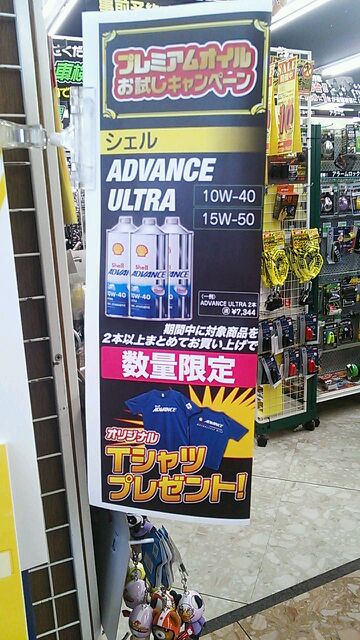 プレミアムオイル
お試しキャンペーン
シェル
ADVANCE
ULTRA
10W-40
15W-50
Shell
ADVANCE
(一例)
ADVANCE ULTRA 2本
¥7,344
期間中に対象商品を
2本以上まとめてお買い上げで
数量限定
ADVANCE
オリジナル
Tシャツ
プレゼント!
SALE